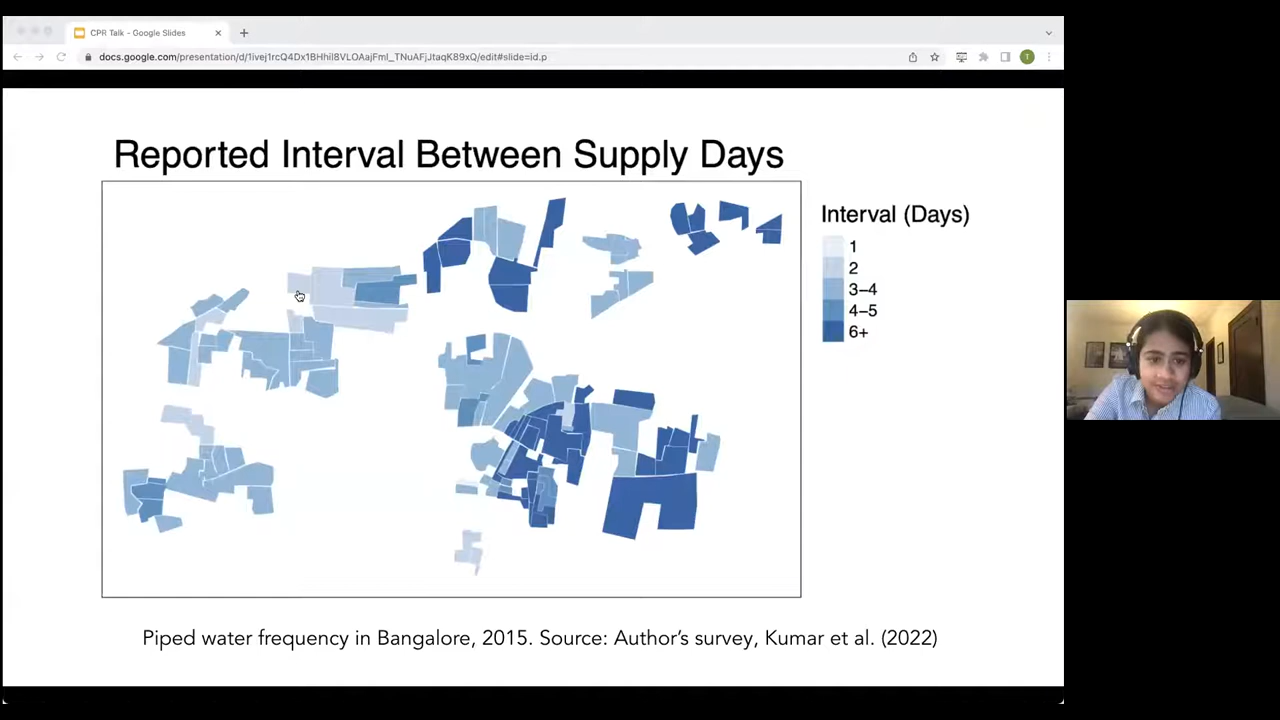 CPR Talk - Google Slides
docs.google.com/presentation/d/1ivej1rcQ4Dx1BHhil8VLOAajFmI_TNuAFjJtaqK89xQ/edit#slide=id.p
T
Reported Interval Between Supply Days
Interval (Days)
1
2
3–4
4–5
6+
Piped water frequency in Bangalore, 2015. Source: Author's survey, Kumar et al. (2022)